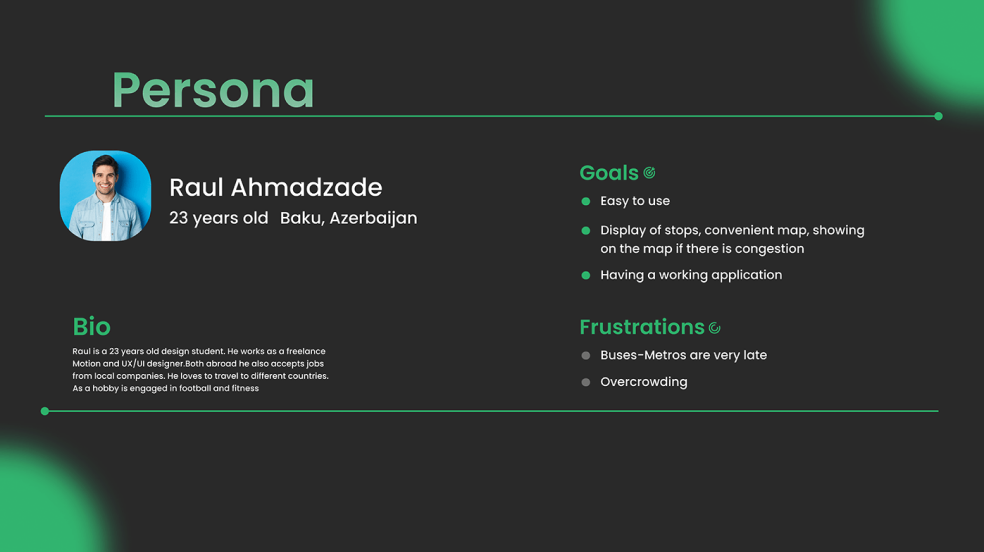 Persona
Raul Ahmadzade
23 years old Baku, Azerbaijan
Bio
Raul is a 23 years old design student. He works as a freelance
Motion and UX/UI designer.Both abroad he also accepts jobs
from local companies. He loves to travel to different countries.
As a hobby is engaged in football and fitness
Goals
Easy to use
Display of stops, convenient map, showing
on the map if there is congestion
Having a working application
Frustrations
Buses-Metros are very late
Overcrowding